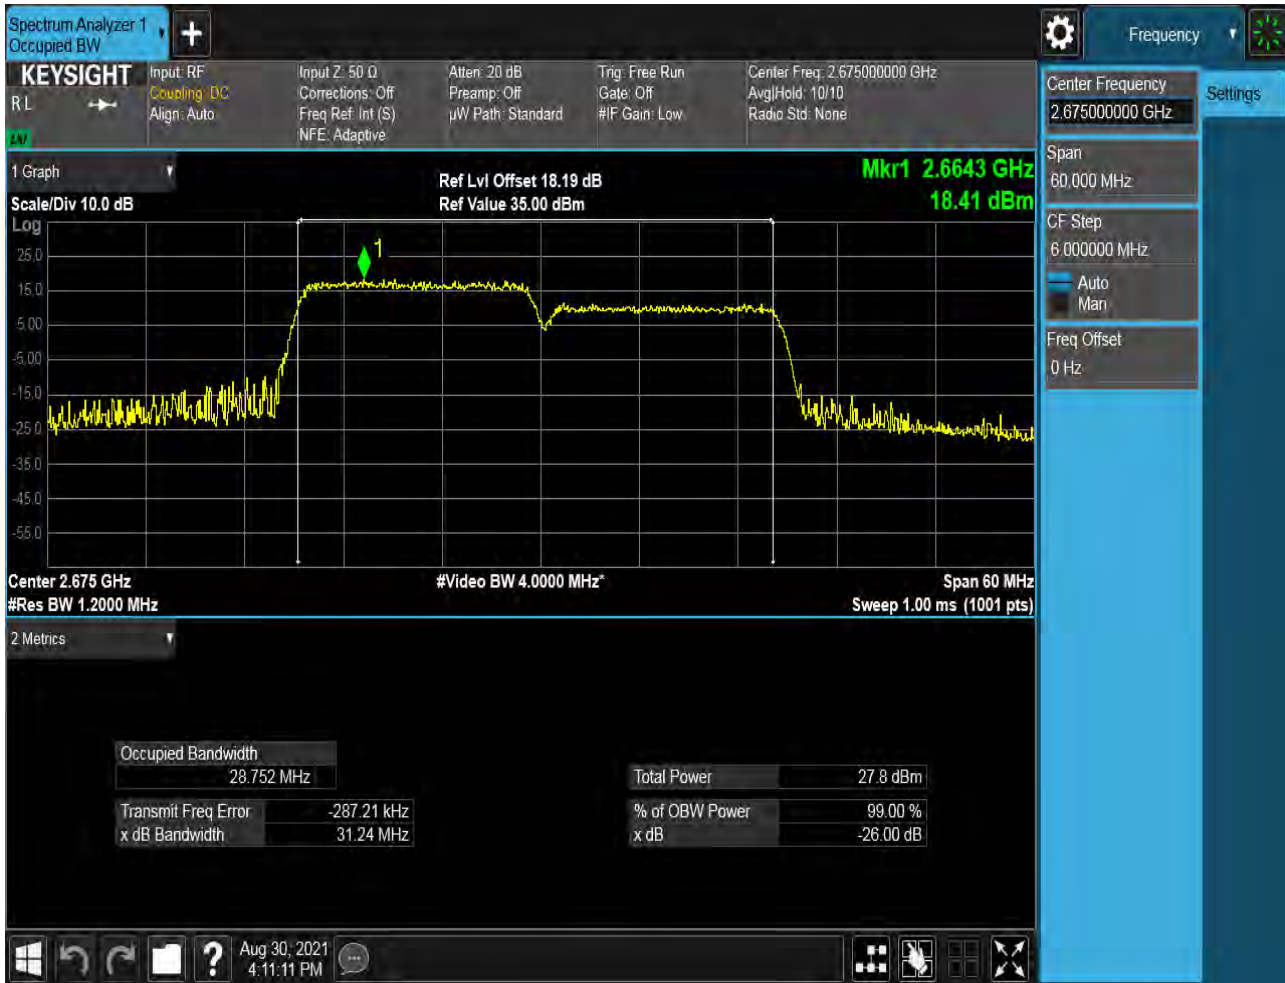 Spectrum Analyzer 1
Occupied BW
Frequency
KEYSIGHT
R L
Input: RF
Coupling: DC
Align: Auto
Input Z: 50 Ω
Corrections: Off
Freq Ref: Int (S)
NFE: Adaptive
Atten: 20 dB
Preamp: Off
µW Path: Standard
Trig: Free Run
Gate: Off
#IF Gain: Low
Center Freq: 2.675000000 GHz
Avg|Hold: 10/10
Radio Std: None
Center Frequency
2.675000000 GHz
Settings
Span
60.000 MHz
CF Step
6.000000 MHz
Auto
Man
Freq Offset
0 Hz
1 Graph
Scale/Div 10.0 dB
Ref Lvl Offset 18.19 dB
Ref Value 35.00 dBm
Mkr1 2.6643 GHz
18.41 dBm
Log
25.0
15.0
5.00
-5.00
-15.0
-25.0
-35.0
-45.0
-55.0
1
Center 2.675 GHz
#Video BW 4.0000 MHz*
Span 60 MHz
#Res BW 1.2000 MHz
Sweep 1.00 ms (1001 pts)
2 Metrics
Occupied Bandwidth
28.752 MHz
Total Power 27.8 dBm
Transmit Freq Error -287.21 kHz
% of OBW Power 99.00 %
x dB Bandwidth 31.24 MHz
x dB -26.00 dB
?
Aug 30, 2021
4:11:11 PM